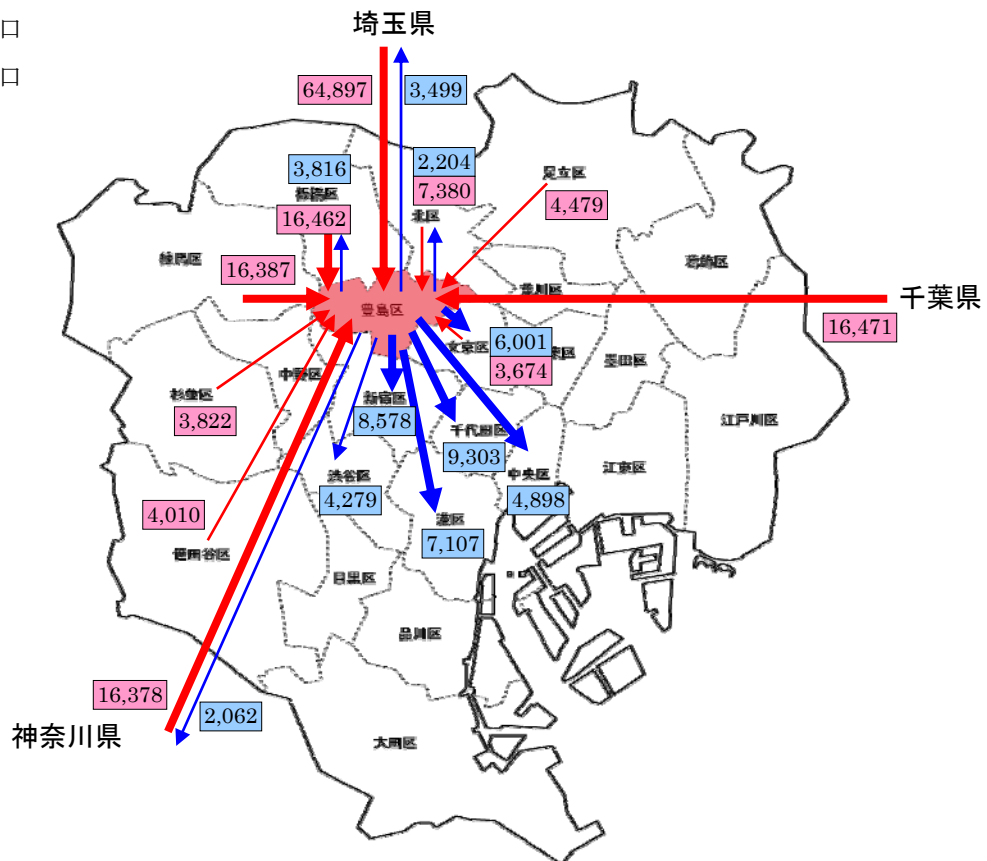 口
埼玉県
口
64,897
3,499
3,816
2,204
板橋区
7,380
足立区
16,462
北区
4,479
練馬区
葛飾区
16,387
荒川区
千葉県
豊島区
16,471
文京区
6,001
墨田区
3,674
中野区
杉並区
新宿区
3,822
8,578
千代田区
江戸川区
9,303
渋谷区
中央区
江東区
4,279
4,898
4,010
港区
7,107
世田谷区
目黒区
品川区
16,378
2,062
神奈川県
大田区